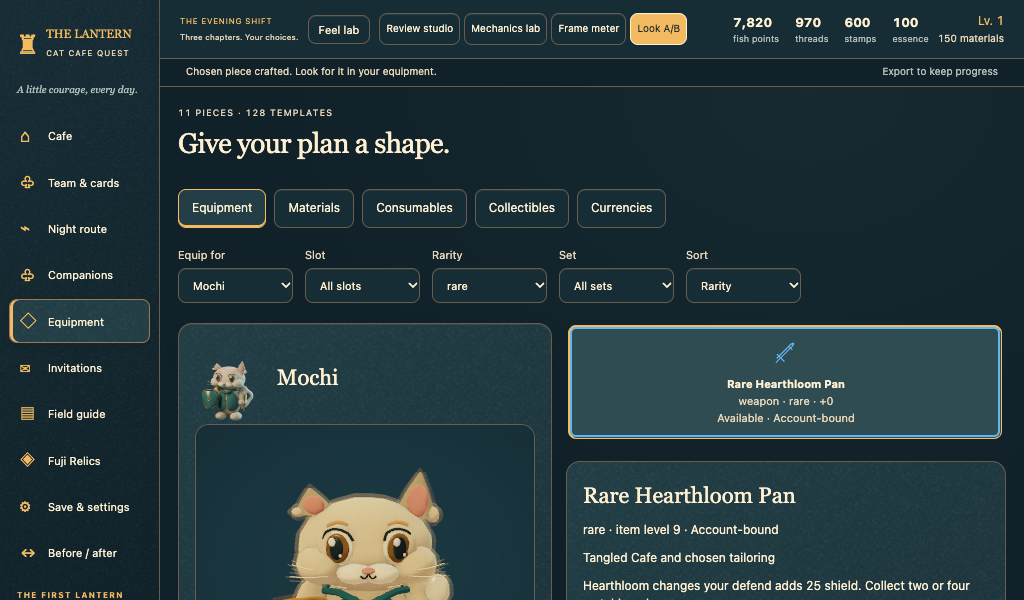 THE LANTERN
CAT CAFE QUEST
A little courage, every day.
Cafe
Team & cards
Night route
Companions
Equipment
Invitations
Field guide
Fuji Relics
Save & settings
Before / after
THE FIRST LANTERN
THE EVENING SHIFT
Three chapters. Your choices.
Feel lab
Review studio
Mechanics lab
Frame meter
Look A/B
7,820
fish points
970
threads
600
stamps
100
essence
Lv. 1
150 materials
Chosen piece crafted. Look for it in your equipment.
Export to keep progress
11 PIECES · 128 TEMPLATES
Give your plan a shape.
Equipment
Materials
Consumables
Collectibles
Currencies
Equip for
Slot
Rarity
Set
Sort
Mochi
All slots
rare
All sets
Rarity
Mochi
Rare Hearthloom Pan
weapon · rare · +0
Available · Account-bound
Rare Hearthloom Pan
rare · item level 9 · Account-bound
Tangled Cafe and chosen tailoring
Hearthloom changes your defend adds 25 shield. Collect two or four